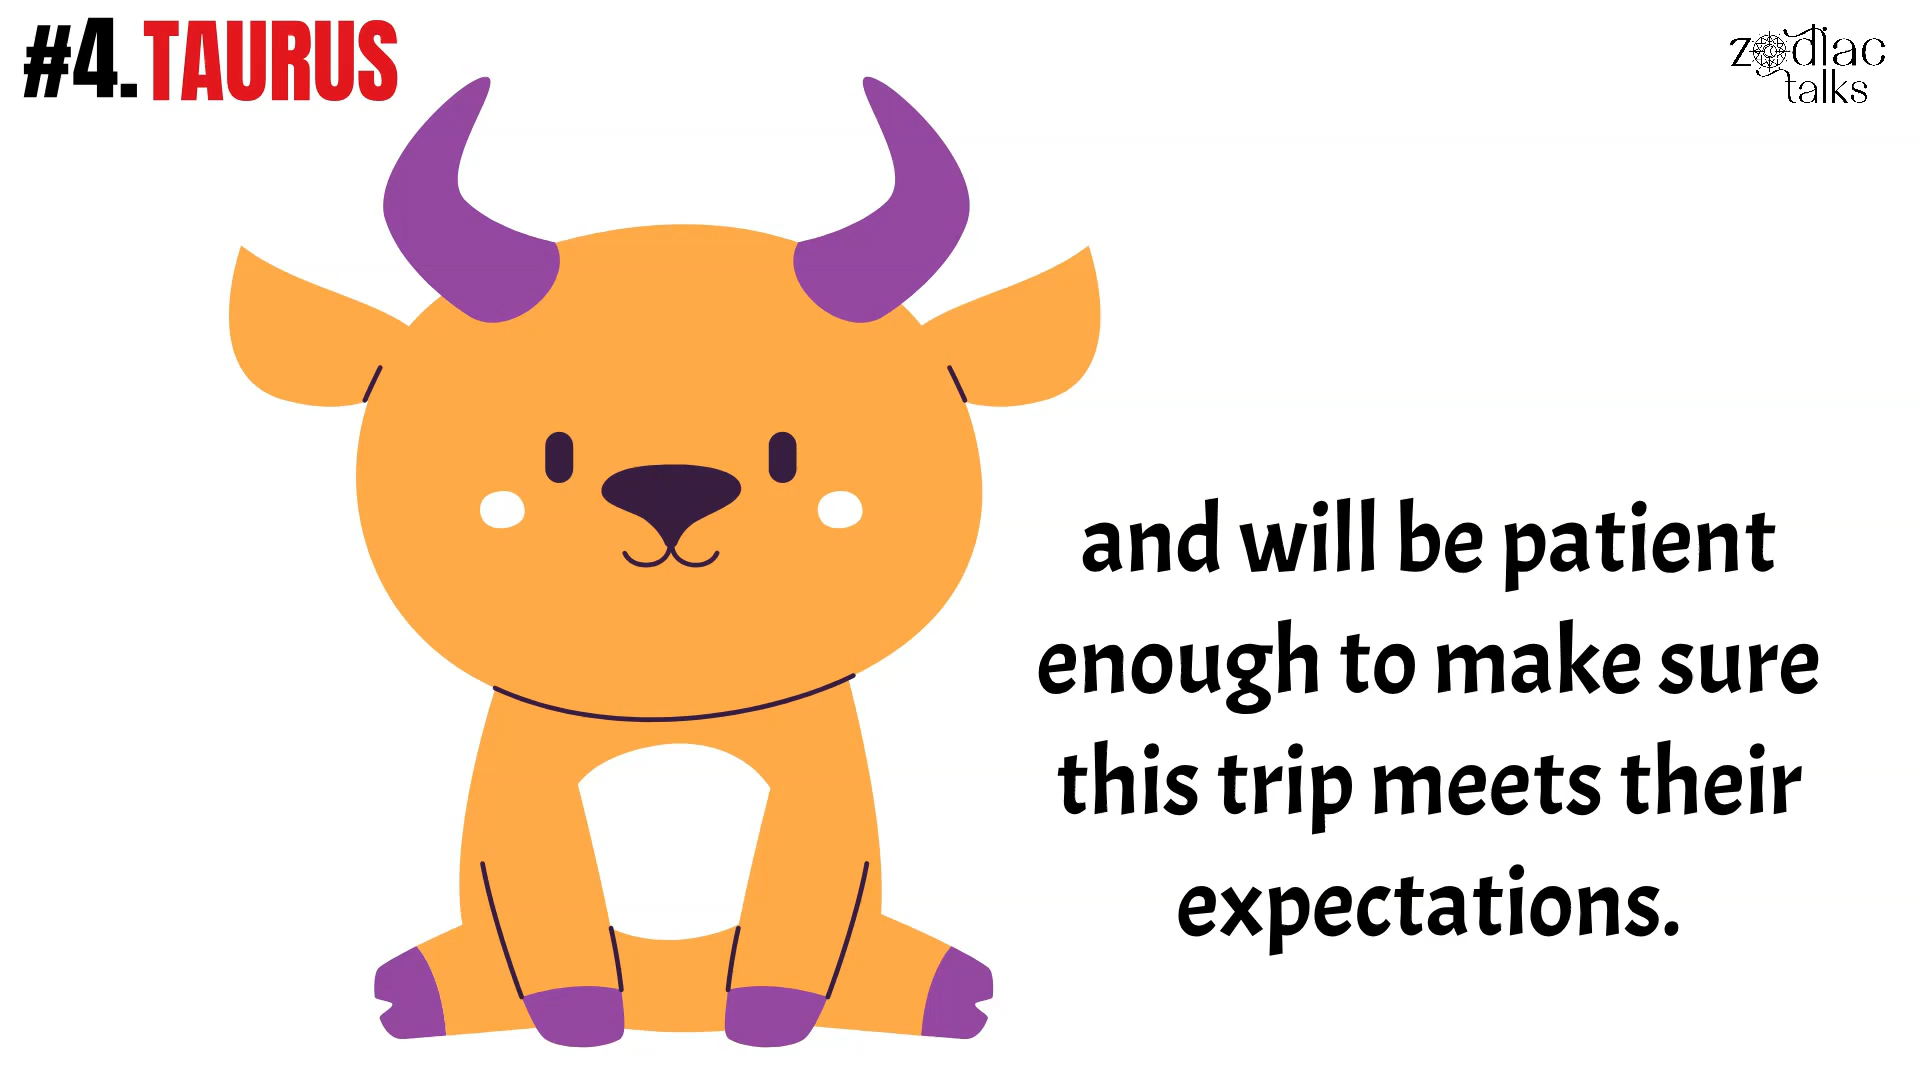 #4. TAURUS
zodiac
talks
and will be patient
enough to make sure
this trip meets their
expectations.